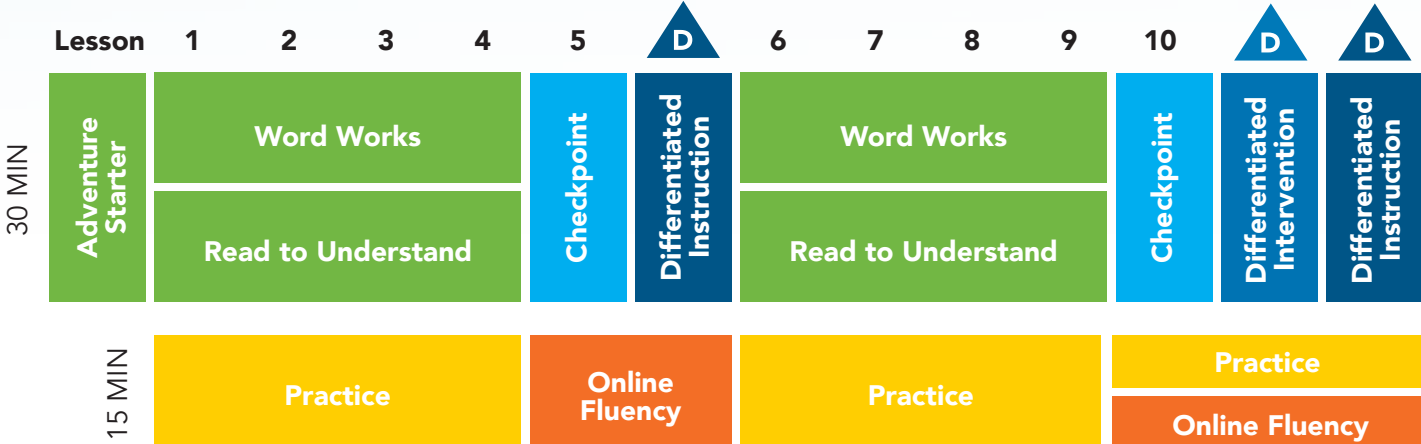 Lesson 1 2 3 4 5 D 6 7 8 9 10 D D
30 MIN
Adventure
Starter
Word Works
Read to Understand
Checkpoint
Differentiated
Instruction
Word Works
Read to Understand
Checkpoint
Differentiated
Intervention
Differentiated
Instruction
15 MIN
Practice
Online
Fluency
Practice
Practice
Online Fluency